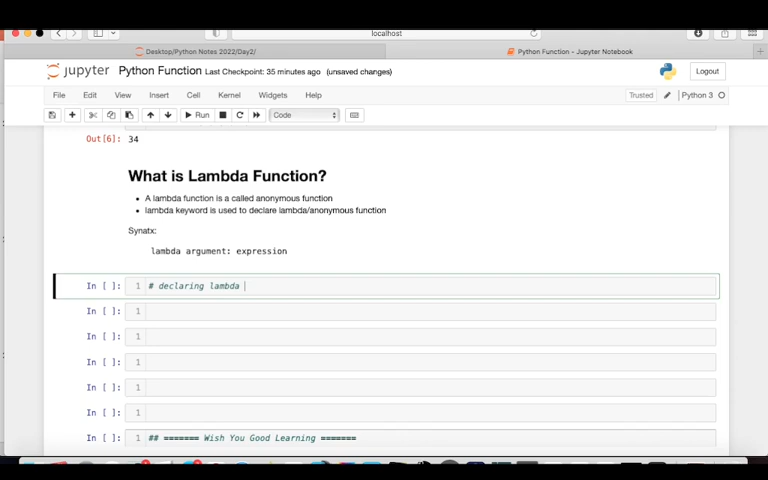 localhost
Desktop/Python Notes 2022/Day2/
Python Function - Jupyter Notebook
jupyter Python Function Last Checkpoint: 35 minutes ago (unsaved changes)
Logout
File Edit View Insert Cell Kernel Widgets Help
Trusted Python 3
Run Code
Out[6]: 34
What is Lambda Function?
A lambda function is a called anonymous function
lambda keyword is used to declare lambda/anonymous function
Synatx:
lambda argument: expression
In [ ]: 1 # declaring lambda
In [ ]: 1
In [ ]: 1
In [ ]: 1
In [ ]: 1
In [ ]: 1
In [ ]: 1 ## ======= Wish You Good Learning =======